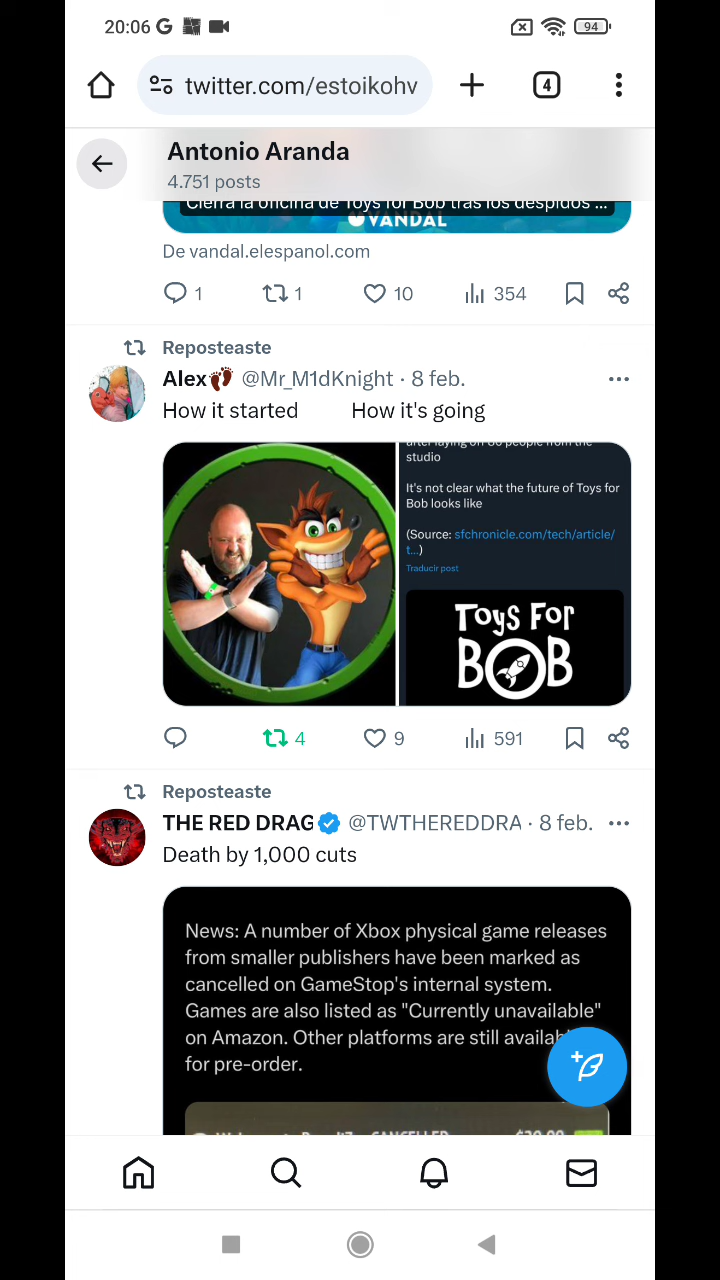 20:06
94
twitter.com/estoikohv
4
Antonio Aranda
4.751 posts
Cierra la oficina de Toys for Bob tras los despidos ...
VANDAL
De vandal.elespanol.com
1 1 10 354
Reposteaste
Alex @Mr_M1dKnight · 8 feb.
How it started How it's going
after laying off 86 people from the
studio
It's not clear what the future of Toys for
Bob looks like
(Source: sfchronicle.com/tech/article/
t...)
Traducir post
Toys For
BOB
4 9 591
Reposteaste
THE RED DRAG @TWTHEREDDRA · 8 feb.
Death by 1,000 cuts
News: A number of Xbox physical game releases
from smaller publishers have been marked as
cancelled on GameStop's internal system.
Games are also listed as "Currently unavailable"
on Amazon. Other platforms are still availab
for pre-order.